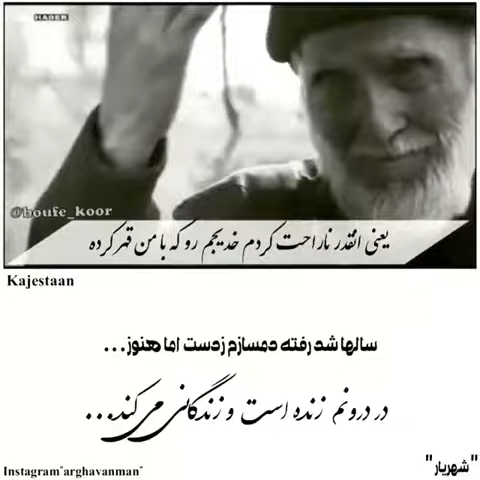 HABER
@boufe_koor
یعنی انقدر ناراحت کردم خدیجم رو که با من قهر کرده
Kajestaan
سالها شد رفته دمسازم زدست اما هنوز...
در درونم زنده است و زندگانی می‌کند...
"شهریار"
Instagram"arghavanman"